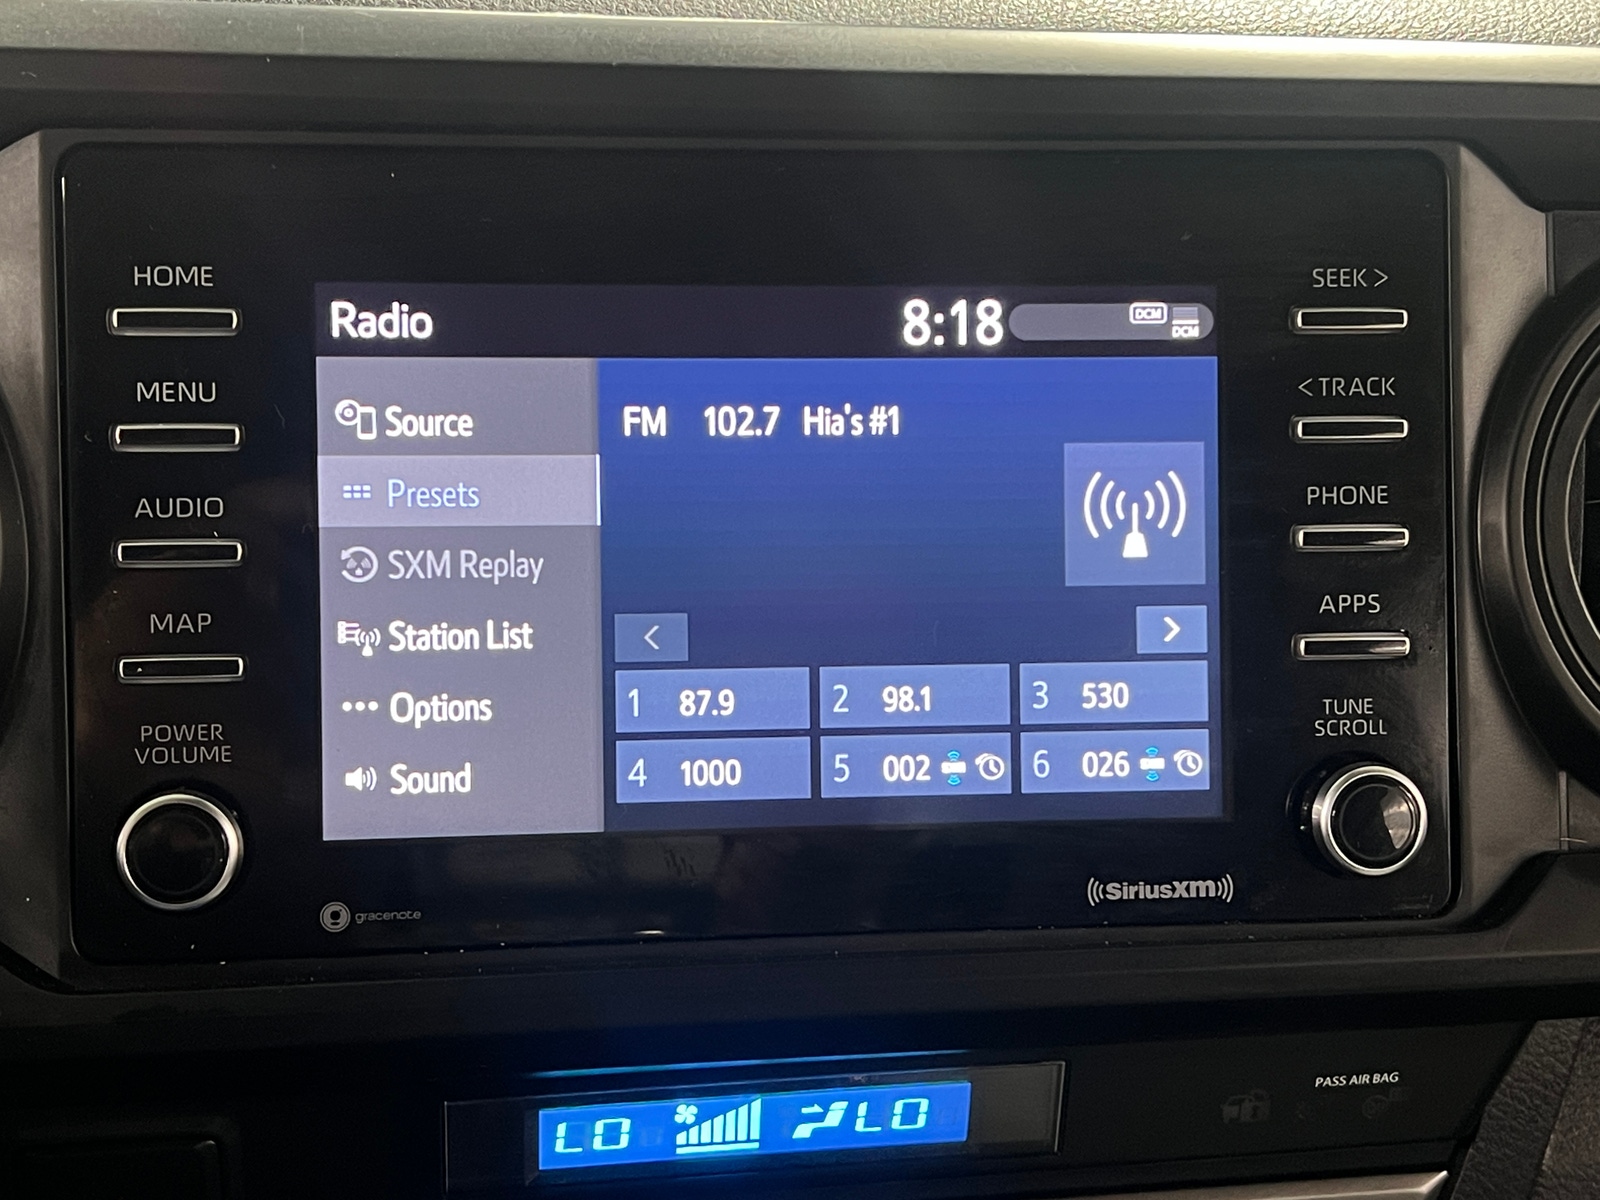 HOME
MENU
AUDIO
MAP
POWER
VOLUME
Radio
8:18
DCM
DCM
Source
Presets
SXM Replay
Station List
Options
Sound
FM 102.7 Hia's #1
<
>
1 87.9
2 98.1
3 530
4 1000
5 002
6 026
SEEK >
< TRACK
PHONE
APPS
TUNE
SCROLL
gracenote
((SiriusXM))
LO
LO
PASS AIR BAG